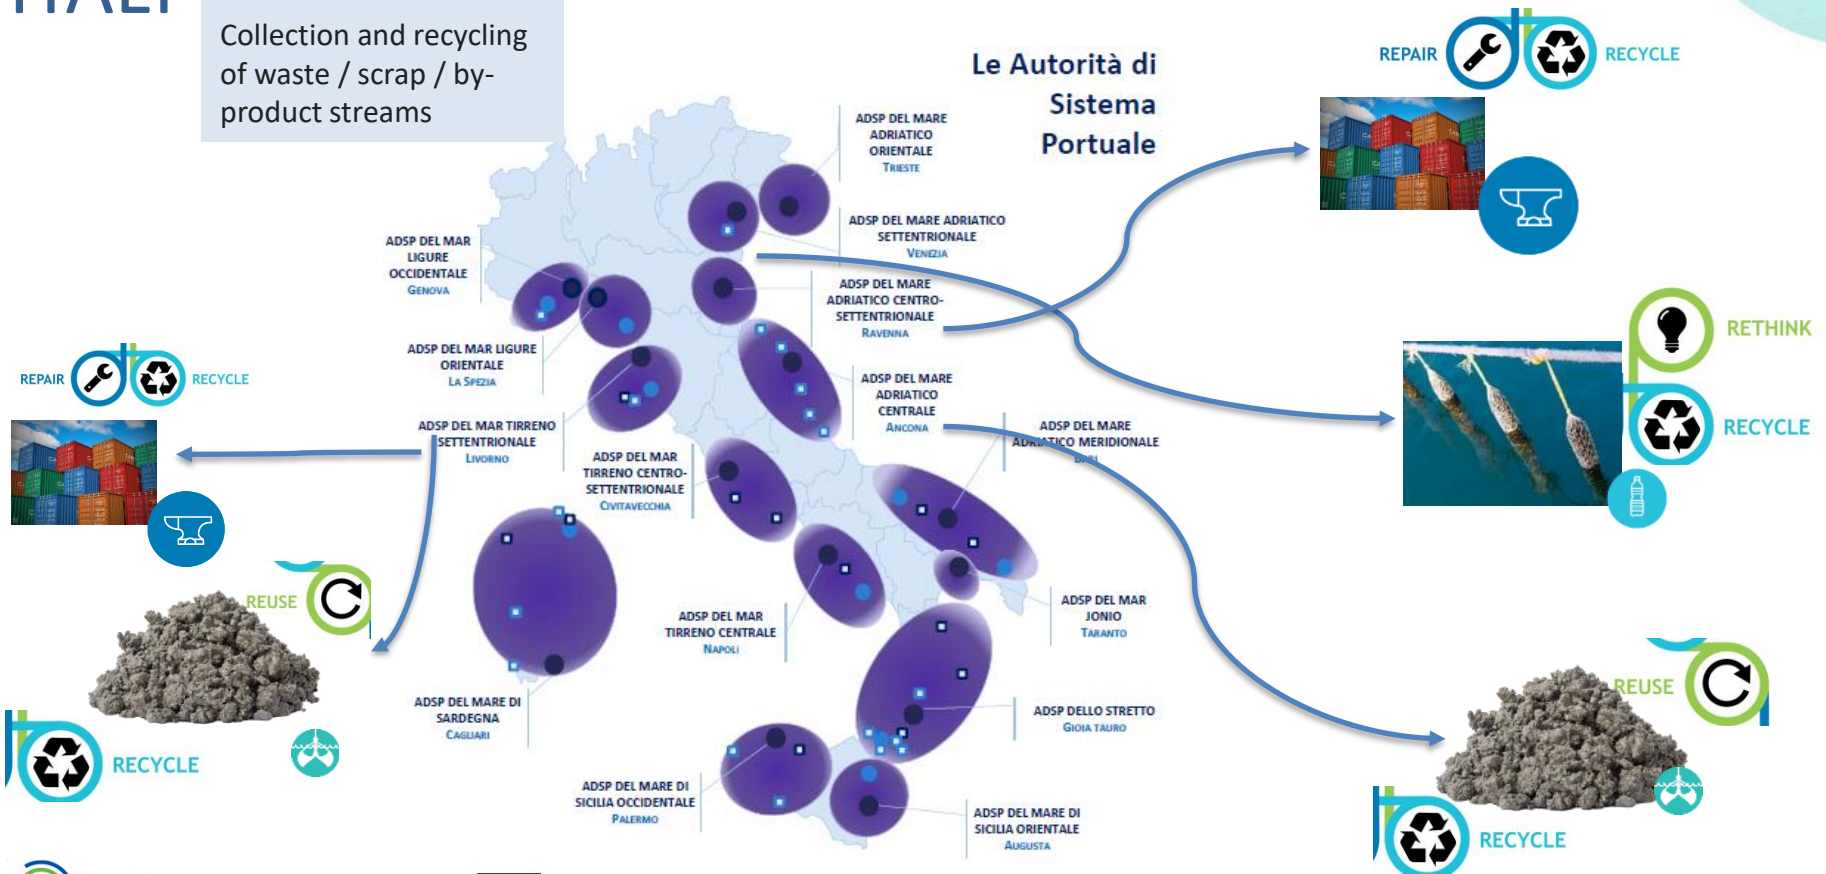 ITALY
Collection and recycling
of waste / scrap / by-
product streams
Le Autorità di
Sistema
Portuale
ADSP DEL MARE
ADRIATICO
ORIENTALE
TRIESTE
ADSP DEL MARE ADRIATICO
SETTENTRIONALE
VENEZIA
ADSP DEL MAR
LIGURE
OCCIDENTALE
GENOVA
ADSP DEL MARE
ADRIATICO CENTRO-
SETTENTRIONALE
RAVENNA
ADSP DEL MAR LIGURE
ORIENTALE
LA SPEZIA
ADSP DEL MARE
ADRIATICO
CENTRALE
ANCONA
ADSP DEL MAR TIRRENO
SETTENTRIONALE
LIVORNO
ADSP DEL MARE
ADRIATICO MERIDIONALE
BARI
ADSP DEL MAR
TIRRENO CENTRO-
SETTENTRIONALE
CIVITAVECCHIA
ADSP DEL MAR
TIRRENO CENTRALE
NAPOLI
ADSP DEL MAR
JONIO
TARANTO
ADSP DEL MARE DI
SARDEGNA
CAGLIARI
ADSP DELLO STRETTO
GIOIA TAURO
ADSP DEL MARE DI
SICILIA OCCIDENTALE
PALERMO
ADSP DEL MARE DI
SICILIA ORIENTALE
AUGUSTA
REPAIR
RECYCLE
REUSE
RECYCLE
REPAIR
RECYCLE
RETHINK
RECYCLE
REUSE
RECYCLE